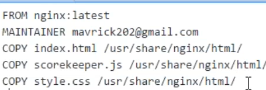 FROM nginx:latest
MAINTAINER mavrick202@gmail.com
COPY index.html /usr/share/nginx/html/
COPY scorekeeper.js /usr/share/nginx/html/
COPY style.css /usr/share/nginx/html/